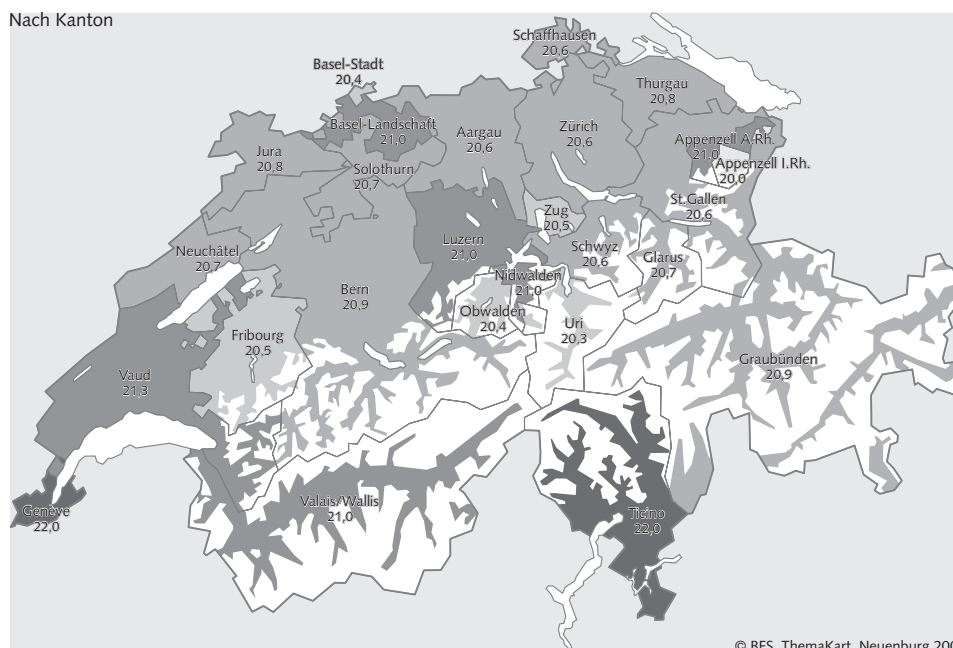 Nach Kanton
Schaffhausen
20,6
Basel-Stadt
20,4
Thurgau
20,8
Basel-Landschaft
21,0
Aargau
20,6
Zürich
20,6
Appenzell A.Rh.
21,0
Appenzell I.Rh.
20,0
Jura
20,8
Solothurn
20,7
St.Gallen
20,6
Zug
20,5
Neuchâtel
20,7
Luzern
21,0
Schwyz
20,6
Glarus
20,7
Nidwalden
21,0
Bern
20,9
Obwalden
20,4
Uri
20,3
Fribourg
20,5
Graubünden
20,9
Vaud
21,3
Valais/Wallis
21,0
Genève
22,0
Ticino
22,0
© BFS, ThemaKart, Neuenburg 200